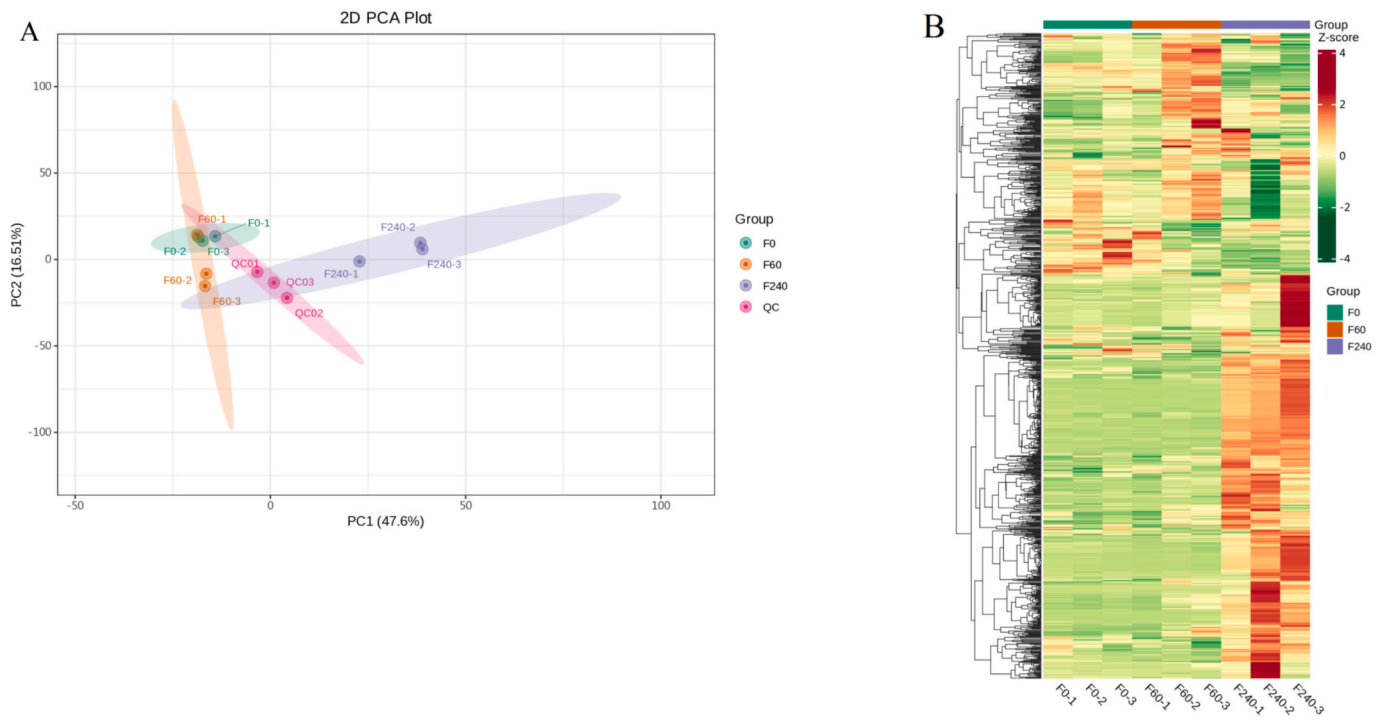 A
2D PCA Plot
100
50
0
-50
-100
PC2 (16.51%)
-50
0
50
100
PC1 (47.6%)
F60-1
F0-1
F0-2
F0-3
F60-2
F60-3
QC01
QC03
QC02
F240-2
F240-1
F240-3
Group
F0
F60
F240
QC
B
Group
Z-score
4
2
0
-2
-4
Group
F0
F60
F240
F0-1
F0-2
F0-3
F60-1
F60-2
F60-3
F240-1
F240-2
F240-3